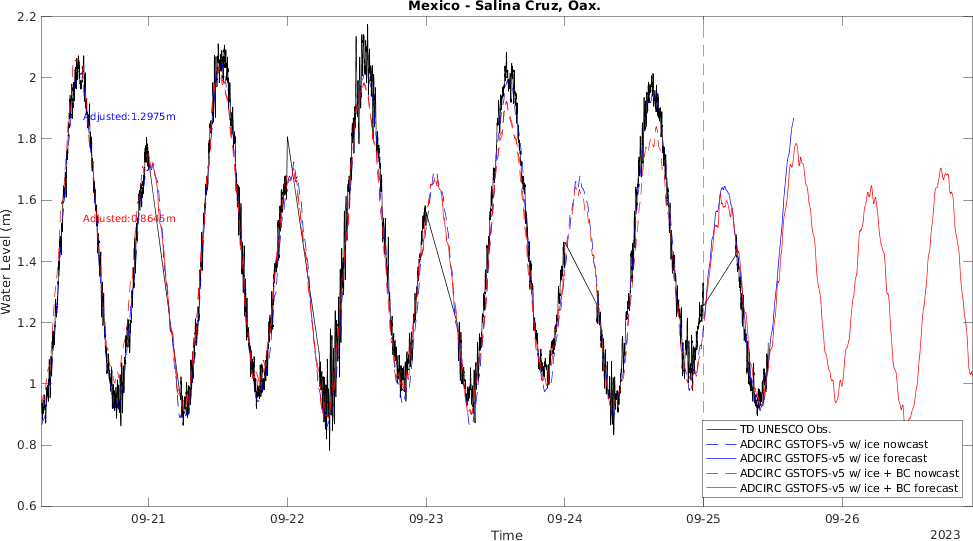 Mexico - Salina Cruz, Oax.
2.2
2
1.8
1.6
1.4
1.2
1
0.8
0.6
Water Level (m)
Adjusted:1.2975m
Adjusted:0.8645m
TD UNESCO Obs.
ADCIRC GSTOFS-v5 w/ ice nowcast
ADCIRC GSTOFS-v5 w/ ice forecast
ADCIRC GSTOFS-v5 w/ ice + BC nowcast
ADCIRC GSTOFS-v5 w/ ice + BC forecast
09-21
09-22
09-23
09-24
09-25
09-26
Time
2023